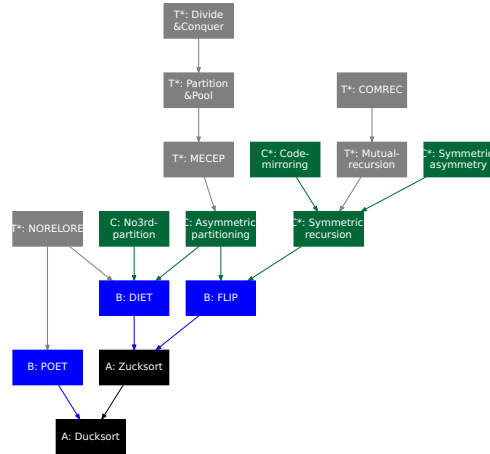 T*: Divide
&Conquer
T*: Partition
&Pool
T*: COMREC
T*: MECEP
C*: Code-
mirroring
T*: Mutual-
recursion
C*: Symmetric
asymmetry
T*: NORELORE
C: No3rd-
partition
C: Asymmetric
partitioning
C*: Symmetric
recursion
B: DIET
B: FLIP
B: POET
A: Zucksort
A: Ducksort